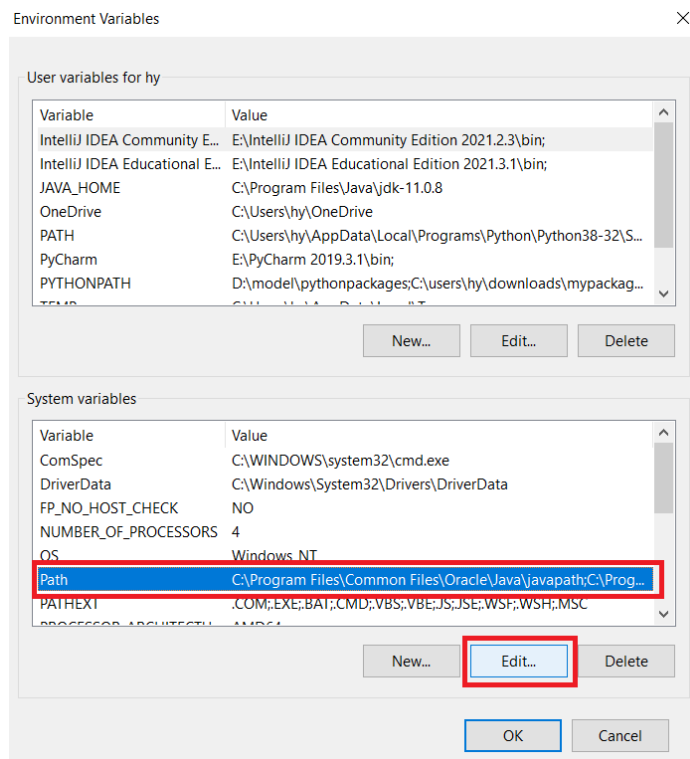 Environment Variables
User variables for hy
Variable Value
IntelliJ IDEA Community E... E:\IntelliJ IDEA Community Edition 2021.2.3\bin;
IntelliJ IDEA Educational E... E:\IntelliJ IDEA Educational Edition 2021.3.1\bin;
JAVA_HOME C:\Program Files\Java\jdk-11.0.8
OneDrive C:\Users\hy\OneDrive
PATH C:\Users\hy\AppData\Local\Programs\Python\Python38-32\S...
PyCharm E:\PyCharm 2019.3.1\bin;
PYTHONPATH D:\model\pythonpackages;C:\users\hy\downloads\mypackag...
New... Edit... Delete
System variables
Variable Value
ComSpec C:\WINDOWS\system32\cmd.exe
DriverData C:\Windows\System32\Drivers\DriverData
FP_NO_HOST_CHECK NO
NUMBER_OF_PROCESSORS 4
OS Windows_NT
Path C:\Program Files\Common Files\Oracle\Java\javapath;C:\Prog...
PATHEXT .COM;.EXE;.BAT;.CMD;.VBS;.VBE;.JS;.JSE;.WSF;.WSH;.MSC
PROCESSOR_ARCHITECTU... AMD64
New... Edit... Delete
OK Cancel